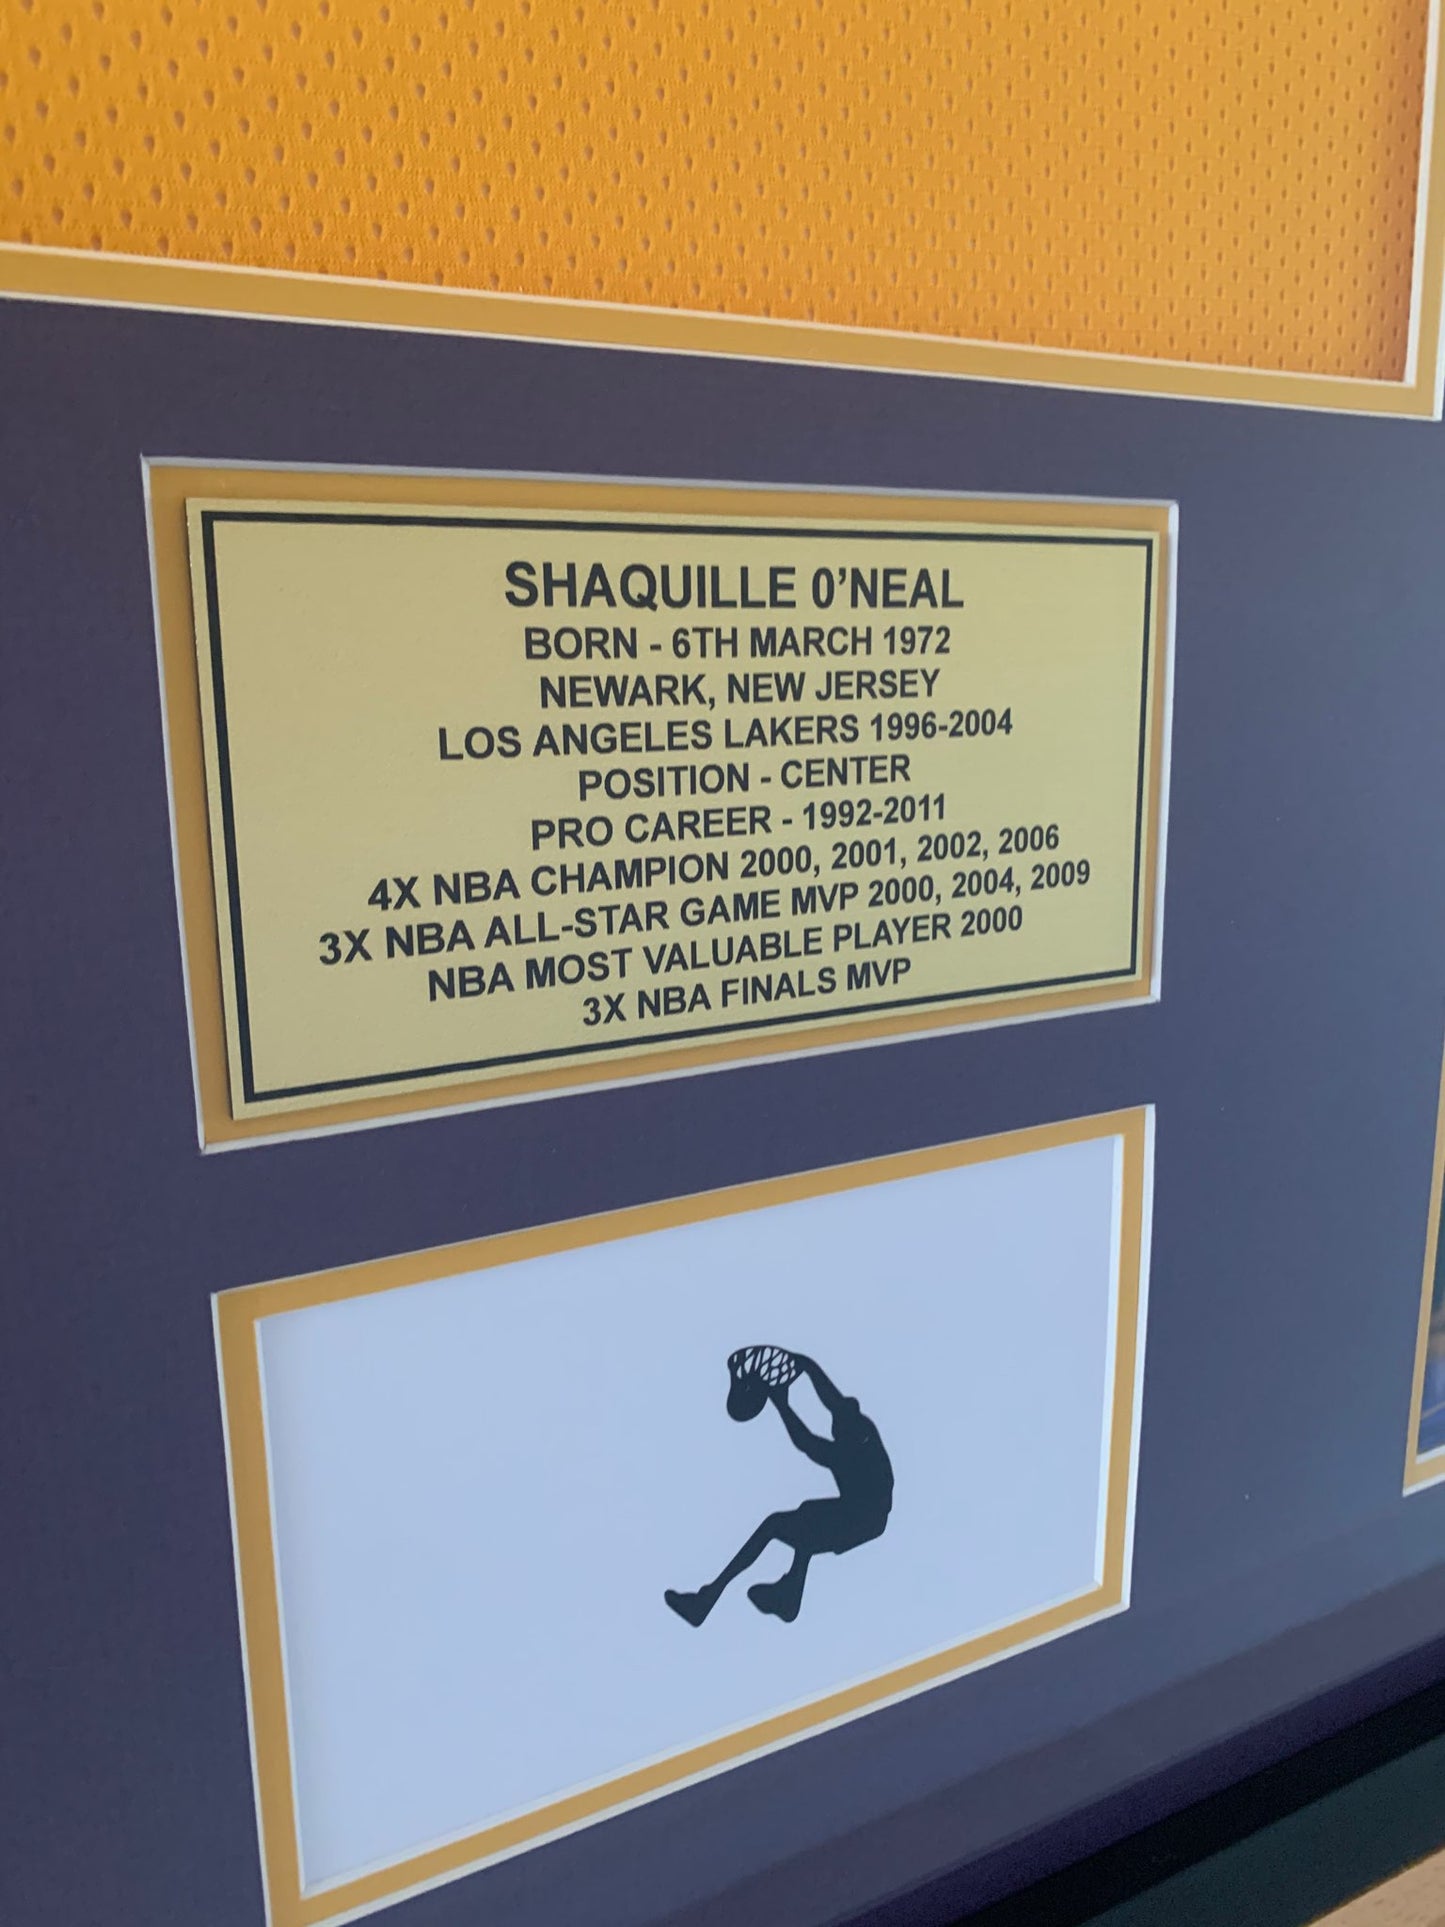 SHAQUILLE 0'NEAL
BORN - 6TH MARCH 1972
NEWARK, NEW JERSEY
LOS ANGELES LAKERS 1996-2004
POSITION - CENTER
PRO CAREER - 1992-2011
4X NBA CHAMPION 2000, 2001, 2002, 2006
3X NBA ALL-STAR GAME MVP 2000, 2004, 2009
NBA MOST VALUABLE PLAYER 2000
3X NBA FINALS MVP